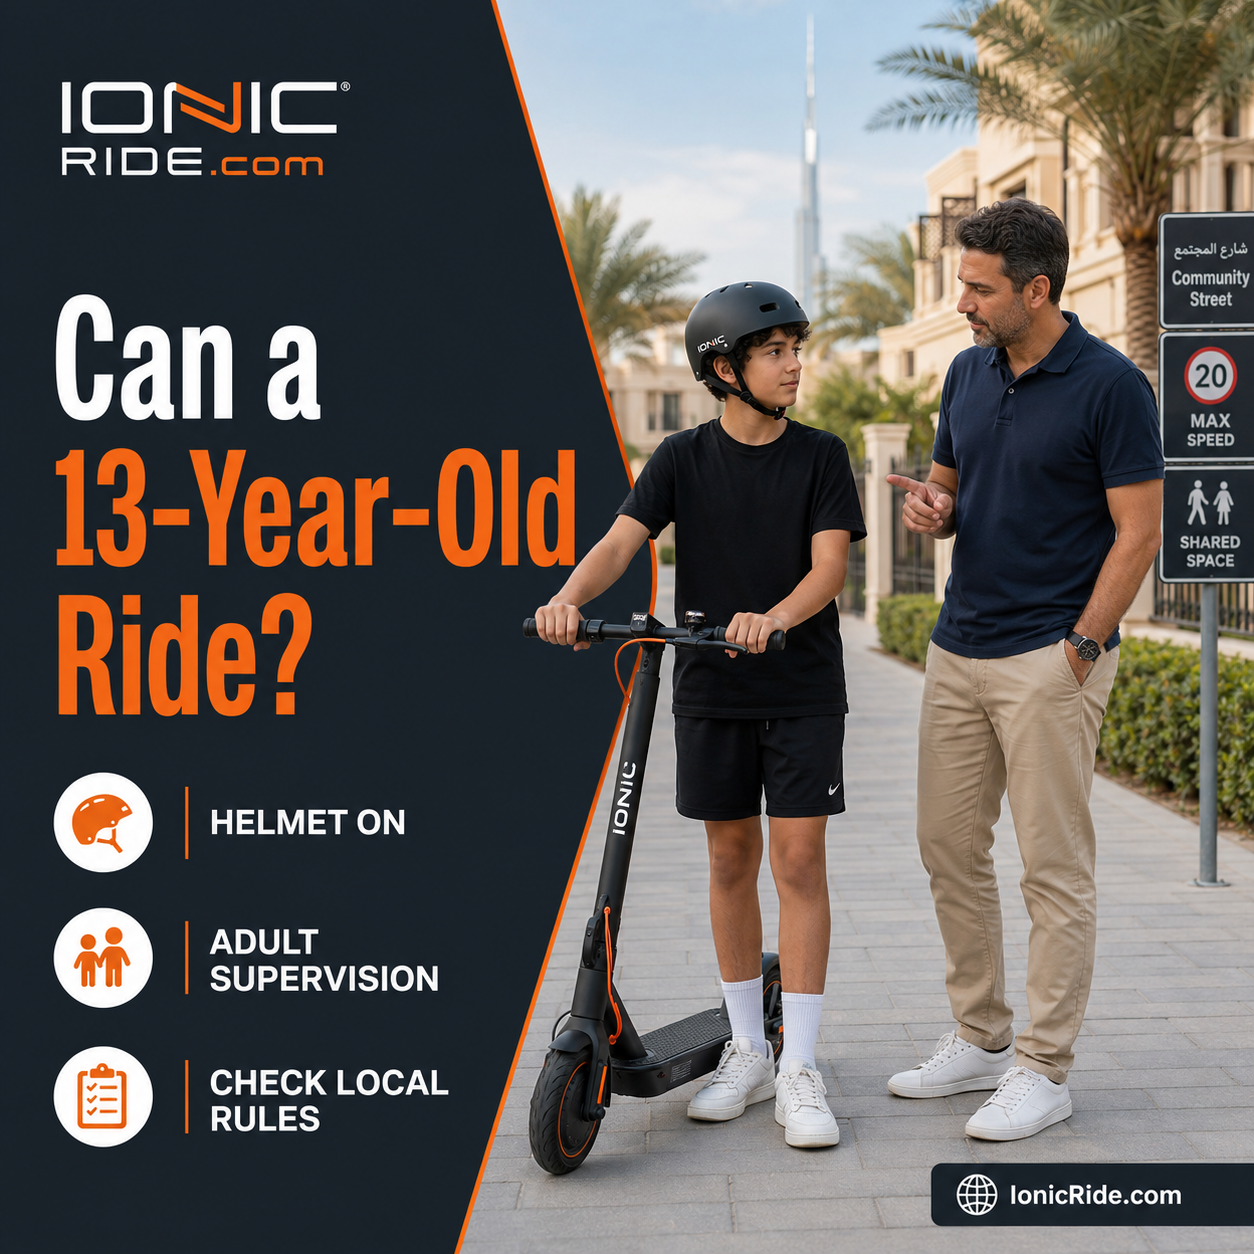 IONIC®
RIDE.com
Can a
13-Year-Old
Ride?
HELMET ON
ADULT
SUPERVISION
CHECK LOCAL
RULES
IONIC
IONIC
شارع المجتمع
Community
Street
20
MAX
SPEED
SHARED
SPACE
IonicRide.com